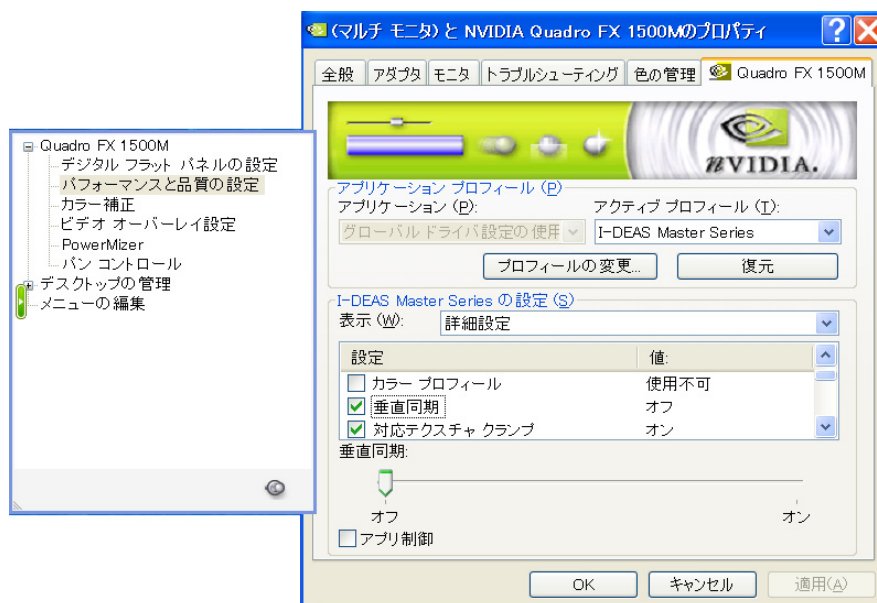 (マルチ モニタ) と NVIDIA Quadro FX 1500Mのプロパティ
全般 アダプタ モニタ トラブルシューティング 色の管理 Quadro FX 1500M
nVIDIA.
Quadro FX 1500M
デジタル フラット パネルの設定
パフォーマンスと品質の設定
カラー補正
ビデオ オーバーレイ設定
PowerMizer
パン コントロール
デスクトップの管理
メニューの編集
アプリケーション プロフィール (P)
アプリケーション (P): アクティブ プロフィール (T):
グローバル ドライバ設定の使用 I-DEAS Master Series
プロフィールの変更... 復元
I-DEAS Master Series の設定 (S)
表示 (W): 詳細設定
設定 値:
カラー プロフィール 使用不可
垂直同期 オフ
対応テクスチャ クランプ オン
垂直同期:
オフ オン
アプリ制御
OK キャンセル 適用(A)